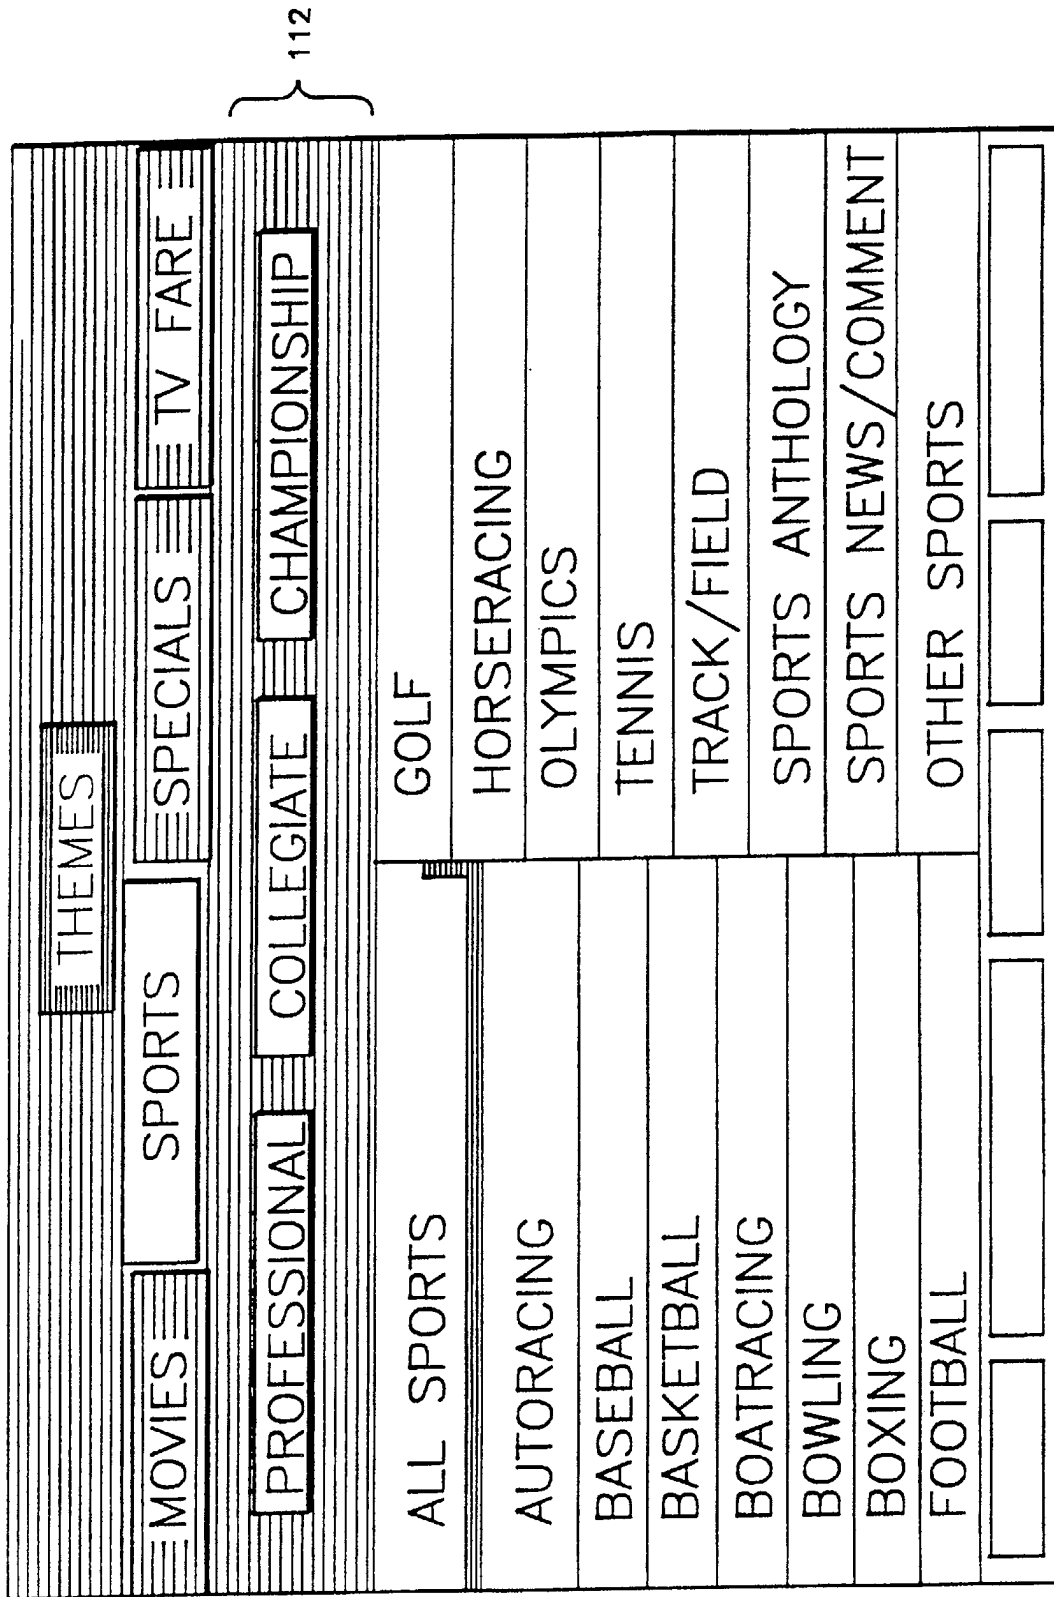 THEMES
MOVIES SPORTS SPECIALS TV FARE
PROFESSIONAL COLLEGIATE CHAMPIONSHIP
112
ALL SPORTS
AUTORACING
BASEBALL
BASKETBALL
BOATRACING
BOWLING
BOXING
FOOTBALL
GOLF
HORSERACING
OLYMPICS
TENNIS
TRACK/FIELD
SPORTS ANTHOLOGY
SPORTS NEWS/COMMENT
OTHER SPORTS